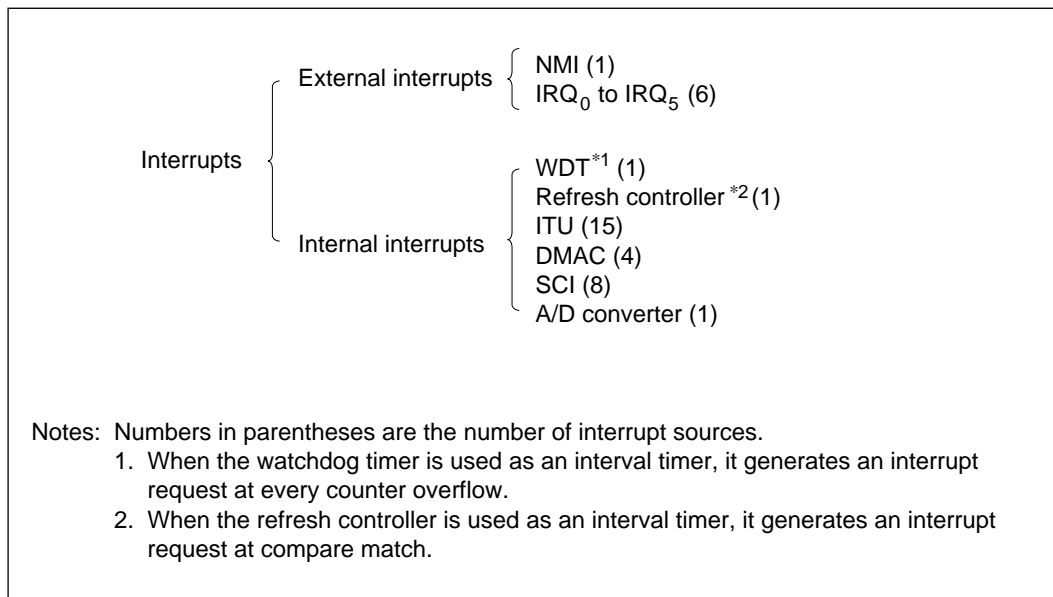 External interrupts
NMI (1)
IRQ0 to IRQ5 (6)
Interrupts
Internal interrupts
WDT*1 (1)
Refresh controller *2 (1)
ITU (15)
DMAC (4)
SCI (8)
A/D converter (1)
Notes: Numbers in parentheses are the number of interrupt sources.
1. When the watchdog timer is used as an interval timer, it generates an interrupt
request at every counter overflow.
2. When the refresh controller is used as an interval timer, it generates an interrupt
request at compare match.